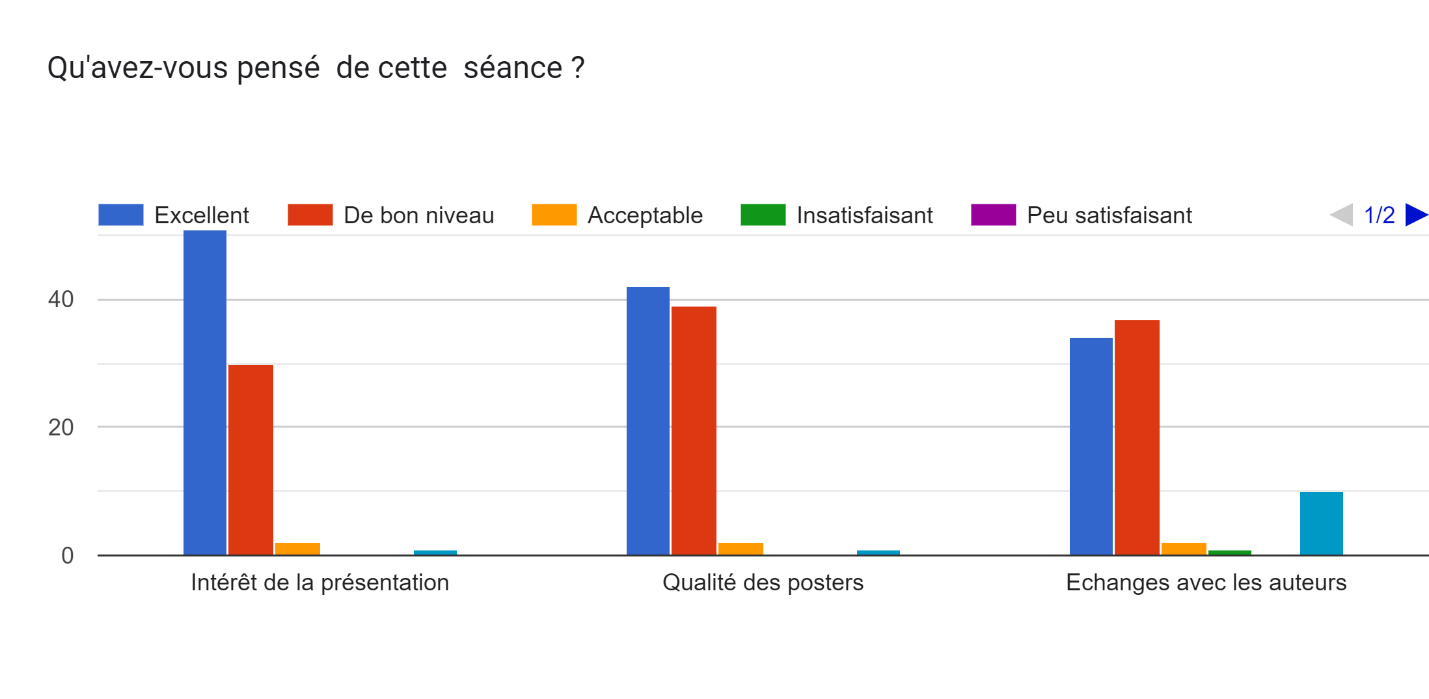 Qu'avez-vous pensé  de cette  séance ?
Excellent De bon niveau Acceptable Insatisfaisant Peu satisfaisant 1/2
40
20
0
Intérêt de la présentation Qualité des posters Echanges avec les auteurs